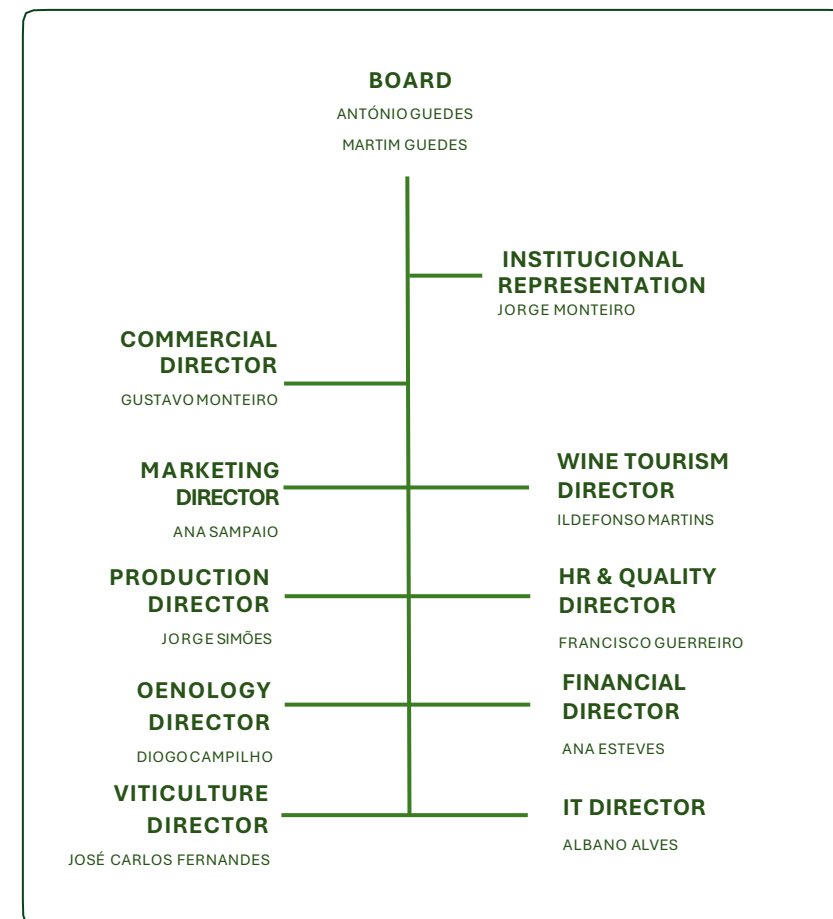 BOARD
ANTÓNIO GUEDES
MARTIM GUEDES
INSTITUCIONAL
REPRESENTATION
JORGE MONTEIRO
COMMERCIAL
DIRECTOR
GUSTAVO MONTEIRO
MARKETING
DIRECTOR
ANA SAMPAIO
WINE TOURISM
DIRECTOR
ILDEFONSO MARTINS
PRODUCTION
DIRECTOR
JORGE SIMÕES
HR & QUALITY
DIRECTOR
FRANCISCO GUERREIRO
OENOLOGY
DIRECTOR
DIOGO CAMPILHO
FINANCIAL
DIRECTOR
ANA ESTEVES
VITICULTURE
DIRECTOR
JOSÉ CARLOS FERNANDES
IT DIRECTOR
ALBANO ALVES